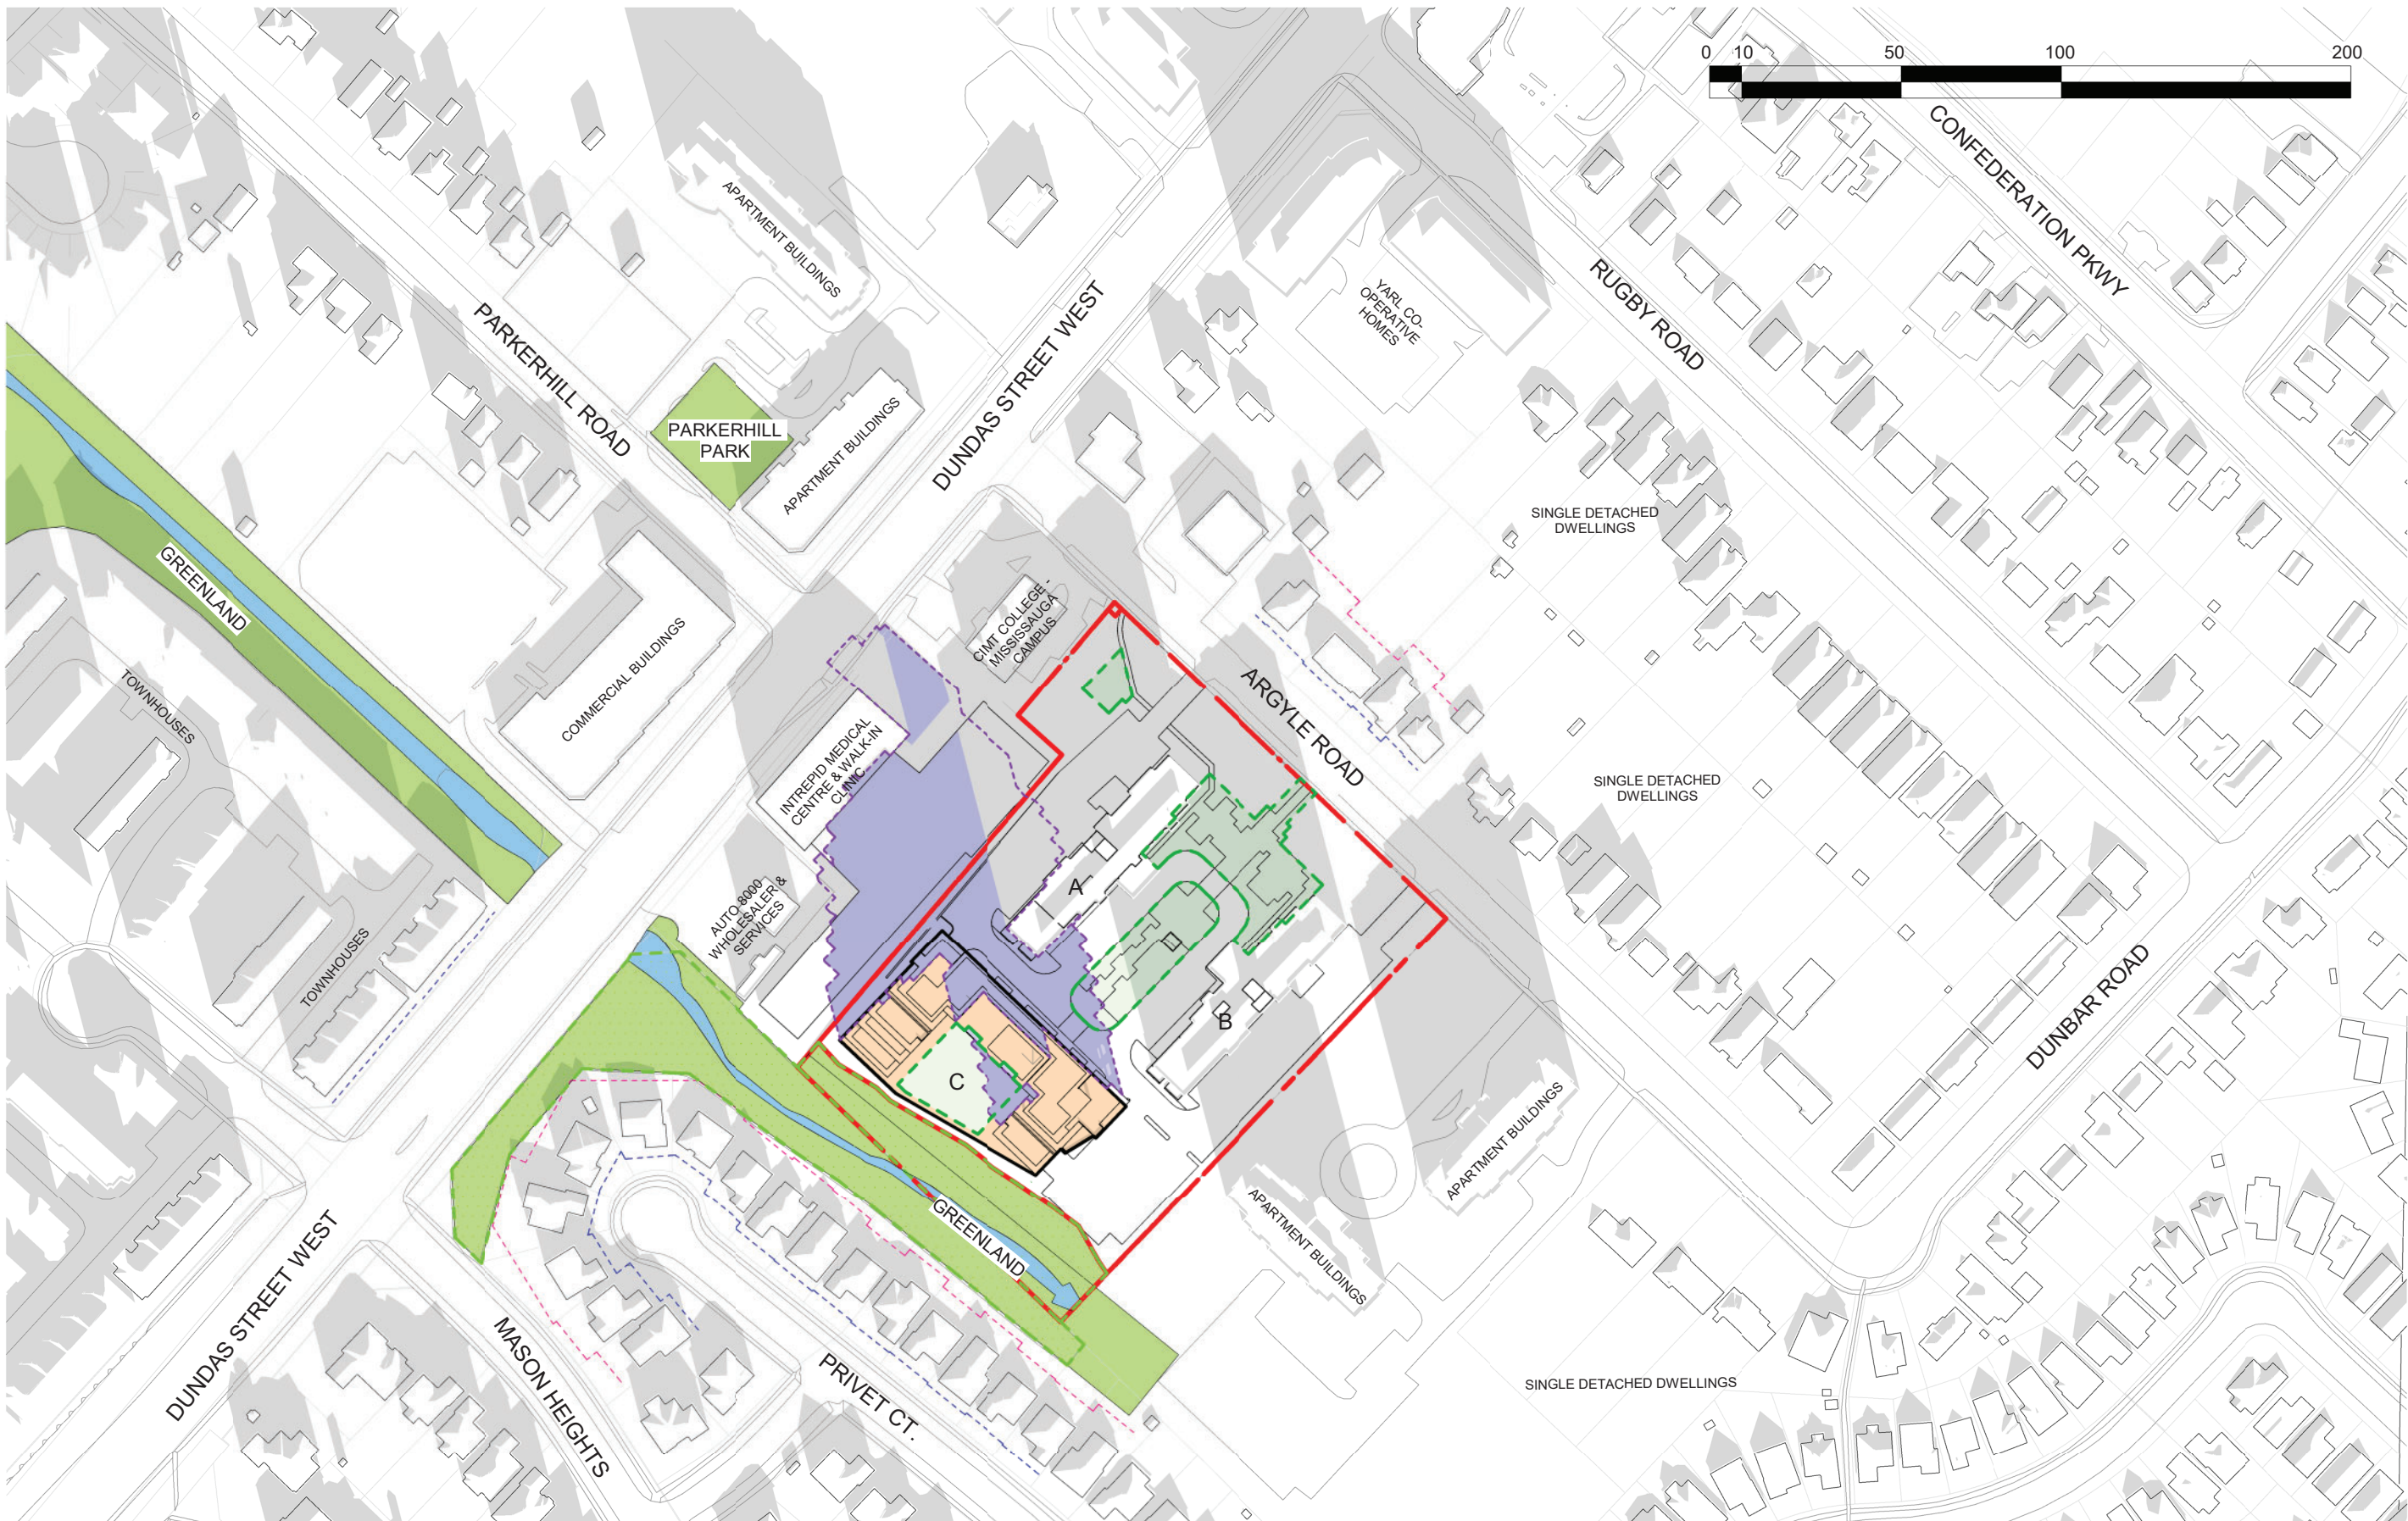 0 10 50 100 200
CONFEDERATION PKWY
APARTMENT BUILDINGS
RUGBY ROAD
YARL CO-
OPERATIVE
HOMES
PARKERHILL ROAD
DUNDAS STREET WEST
PARKERHILL
PARK
APARTMENT BUILDINGS
SINGLE DETACHED
DWELLINGS
GREENLAND
CIMT COLLEGE -
MISSISSAUGA
CAMPUS
COMMERCIAL BUILDINGS
TOWNHOUSES
ARGYLE ROAD
INTREPID MEDICAL
CENTRE & WALK-IN
CLINIC
SINGLE DETACHED
DWELLINGS
A
AUTO 8000
WHOLESALER &
SERVICES
TOWNHOUSES
B
DUNBAR ROAD
C
APARTMENT BUILDINGS
APARTMENT BUILDINGS
GREENLAND
DUNDAS STREET WEST
MASON HEIGHTS
PRIVET CT.
SINGLE DETACHED DWELLINGS